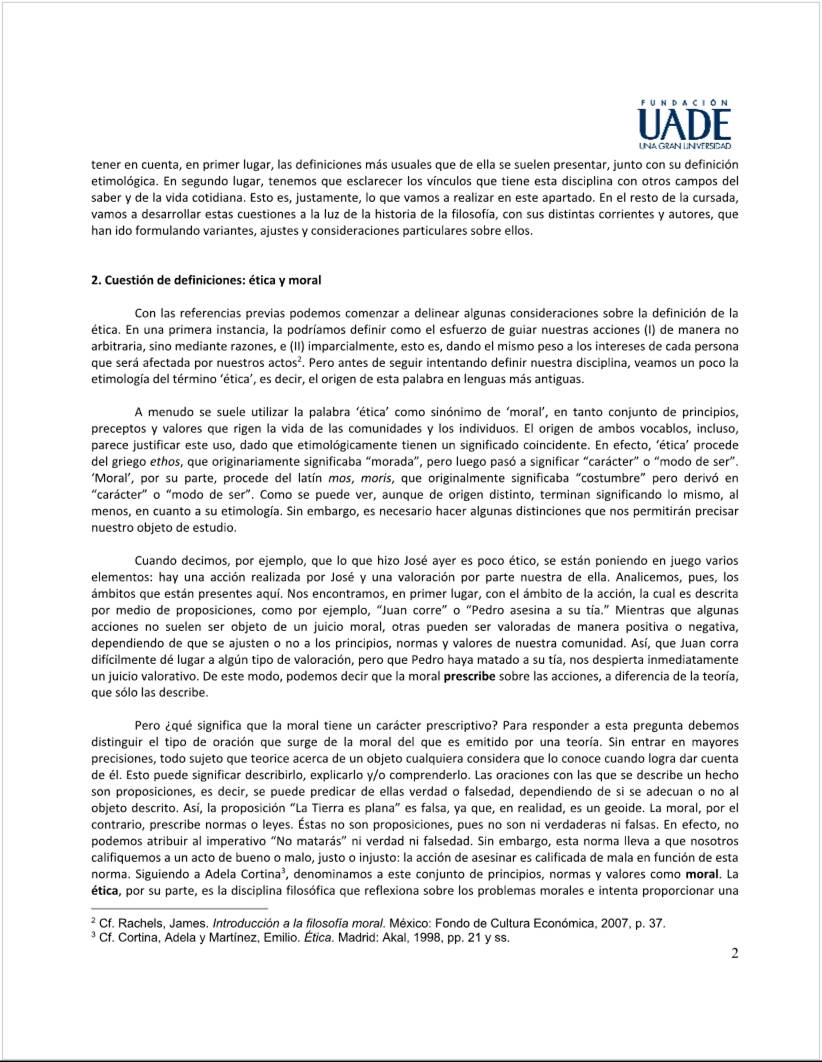 FUNDACIÓN
UADE
UNA GRAN UNIVERSIDAD
tener en cuenta, en primer lugar, las definiciones más usuales que de ella se suelen presentar, junto con su definición
etimológica. En segundo lugar, tenemos que esclarecer los vínculos que tiene esta disciplina con otros campos del
saber y de la vida cotidiana. Esto es, justamente, lo que vamos a realizar en este apartado. En el resto de la cursada,
vamos a desarrollar estas cuestiones a la luz de la historia de la filosofía, con sus distintas corrientes y autores, que
han ido formulando variantes, ajustes y consideraciones particulares sobre ellos.
2. Cuestión de definiciones: ética y moral
Con las referencias previas podemos comenzar a delinear algunas consideraciones sobre la definición de la
ética. En una primera instancia, la podríamos definir como el esfuerzo de guiar nuestras acciones (I) de manera no
arbitraria, sino mediante razones, e (II) imparcialmente, esto es, dando el mismo peso a los intereses de cada persona
que será afectada por nuestros actos². Pero antes de seguir intentando definir nuestra disciplina, veamos un poco la
etimología del término ‘ética’, es decir, el origen de esta palabra en lenguas más antiguas.
A menudo se suele utilizar la palabra ‘ética’ como sinónimo de ‘moral’, en tanto conjunto de principios,
preceptos y valores que rigen la vida de las comunidades y los individuos. El origen de ambos vocablos, incluso,
parece justificar este uso, dado que etimológicamente tienen un significado coincidente. En efecto, ‘ética’ procede
del griego ethos, que originariamente significaba “morada”, pero luego pasó a significar “carácter” o “modo de ser”.
‘Moral’, por su parte, procede del latín mos, moris, que originalmente significaba “costumbre” pero derivó en
“carácter” o “modo de ser”. Como se puede ver, aunque de origen distinto, terminan significando lo mismo, al
menos, en cuanto a su etimología. Sin embargo, es necesario hacer algunas distinciones que nos permitirán precisar
nuestro objeto de estudio.
Cuando decimos, por ejemplo, que lo que hizo José ayer es poco ético, se están poniendo en juego varios
elementos: hay una acción realizada por José y una valoración por parte nuestra de ella. Analicemos, pues, los
ámbitos que están presentes aquí. Nos encontramos, en primer lugar, con el ámbito de la acción, la cual es descrita
por medio de proposiciones, como por ejemplo, “Juan corre” o “Pedro asesina a su tía.” Mientras que algunas
acciones no suelen ser objeto de un juicio moral, otras pueden ser valoradas de manera positiva o negativa,
dependiendo de que se ajusten o no a los principios, normas y valores de nuestra comunidad. Así, que Juan corra
difícilmente dé lugar a algún tipo de valoración, pero que Pedro haya matado a su tía, nos despierta inmediatamente
un juicio valorativo. De este modo, podemos decir que la moral prescribe sobre las acciones, a diferencia de la teoría,
que sólo las describe.
Pero ¿qué significa que la moral tiene un carácter prescriptivo? Para responder a esta pregunta debemos
distinguir el tipo de oración que surge de la moral del que es emitido por una teoría. Sin entrar en mayores
precisiones, todo sujeto que teorice acerca de un objeto cualquiera considera que lo conoce cuando logra dar cuenta
de él. Esto puede significar describirlo, explicarlo y/o comprenderlo. Las oraciones con las que se describe un hecho
son proposiciones, es decir, se puede predicar de ellas verdad o falsedad, dependiendo de si se adecuan o no al
objeto descrito. Así, la proposición “La Tierra es plana” es falsa, ya que, en realidad, es un geoide. La moral, por el
contrario, prescribe normas o leyes. Éstas no son proposiciones, pues no son ni verdaderas ni falsas. En efecto, no
podemos atribuir al imperativo “No matarás” ni verdad ni falsedad. Sin embargo, esta norma lleva a que nosotros
califiquemos a un acto de bueno o malo, justo o injusto: la acción de asesinar es calificada de mala en función de esta
norma. Siguiendo a Adela Cortina³, denominamos a este conjunto de principios, normas y valores como moral. La
ética, por su parte, es la disciplina filosófica que reflexiona sobre los problemas morales e intenta proporcionar una
² Cf. Rachels, James. Introducción a la filosofía moral. México: Fondo de Cultura Económica, 2007, p. 37.
³ Cf. Cortina, Adela y Martínez, Emilio. Ética. Madrid: Akal, 1998, pp. 21 y ss.
2